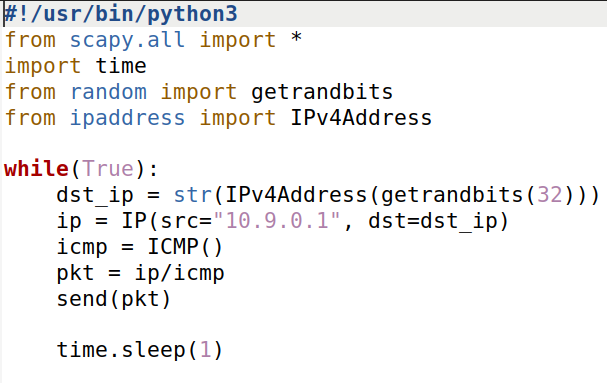 #!/usr/bin/python3
from scapy.all import *
import time
from random import getrandbits
from ipaddress import IPv4Address

while(True):
    dst_ip = str(IPv4Address(getrandbits(32)))
    ip = IP(src="10.9.0.1", dst=dst_ip)
    icmp = ICMP()
    pkt = ip/icmp
    send(pkt)

    time.sleep(1)